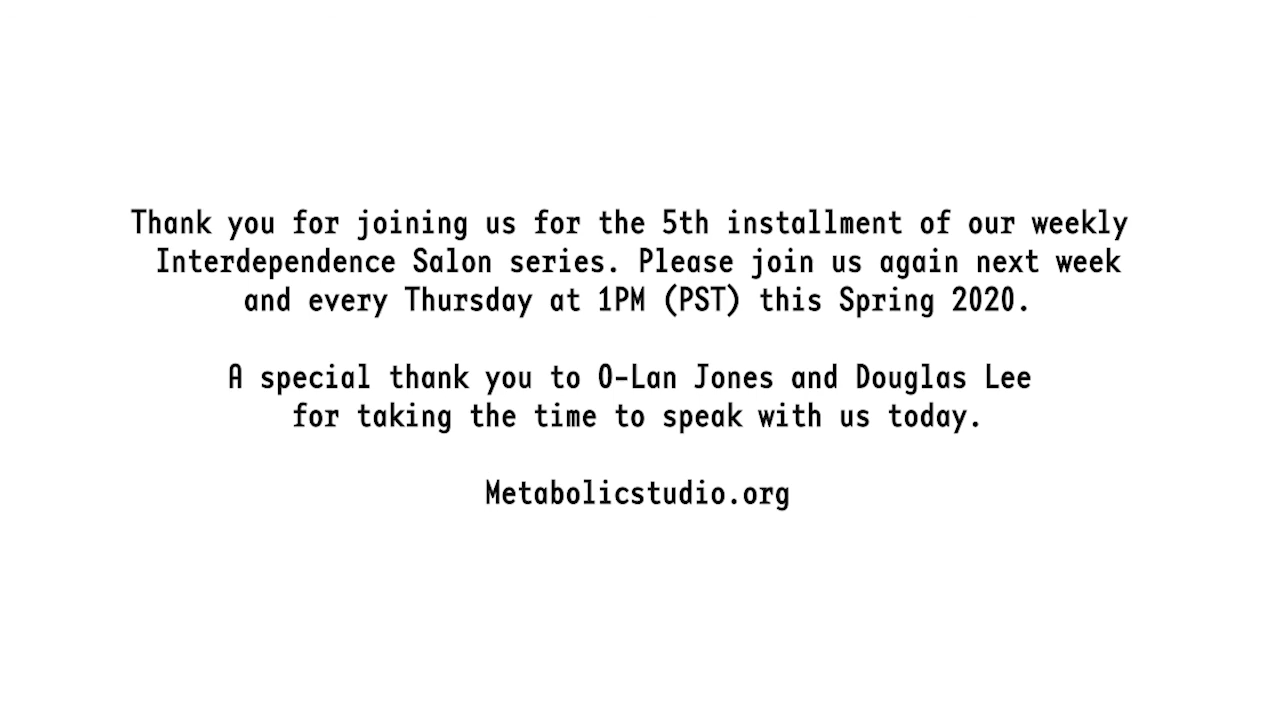 Thank you for joining us for the 5th installment of our weekly
Interdependence Salon series. Please join us again next week
and every Thursday at 1PM (PST) this Spring 2020.
A special thank you to O-Lan Jones and Douglas Lee
for taking the time to speak with us today.
Metabolicstudio.org